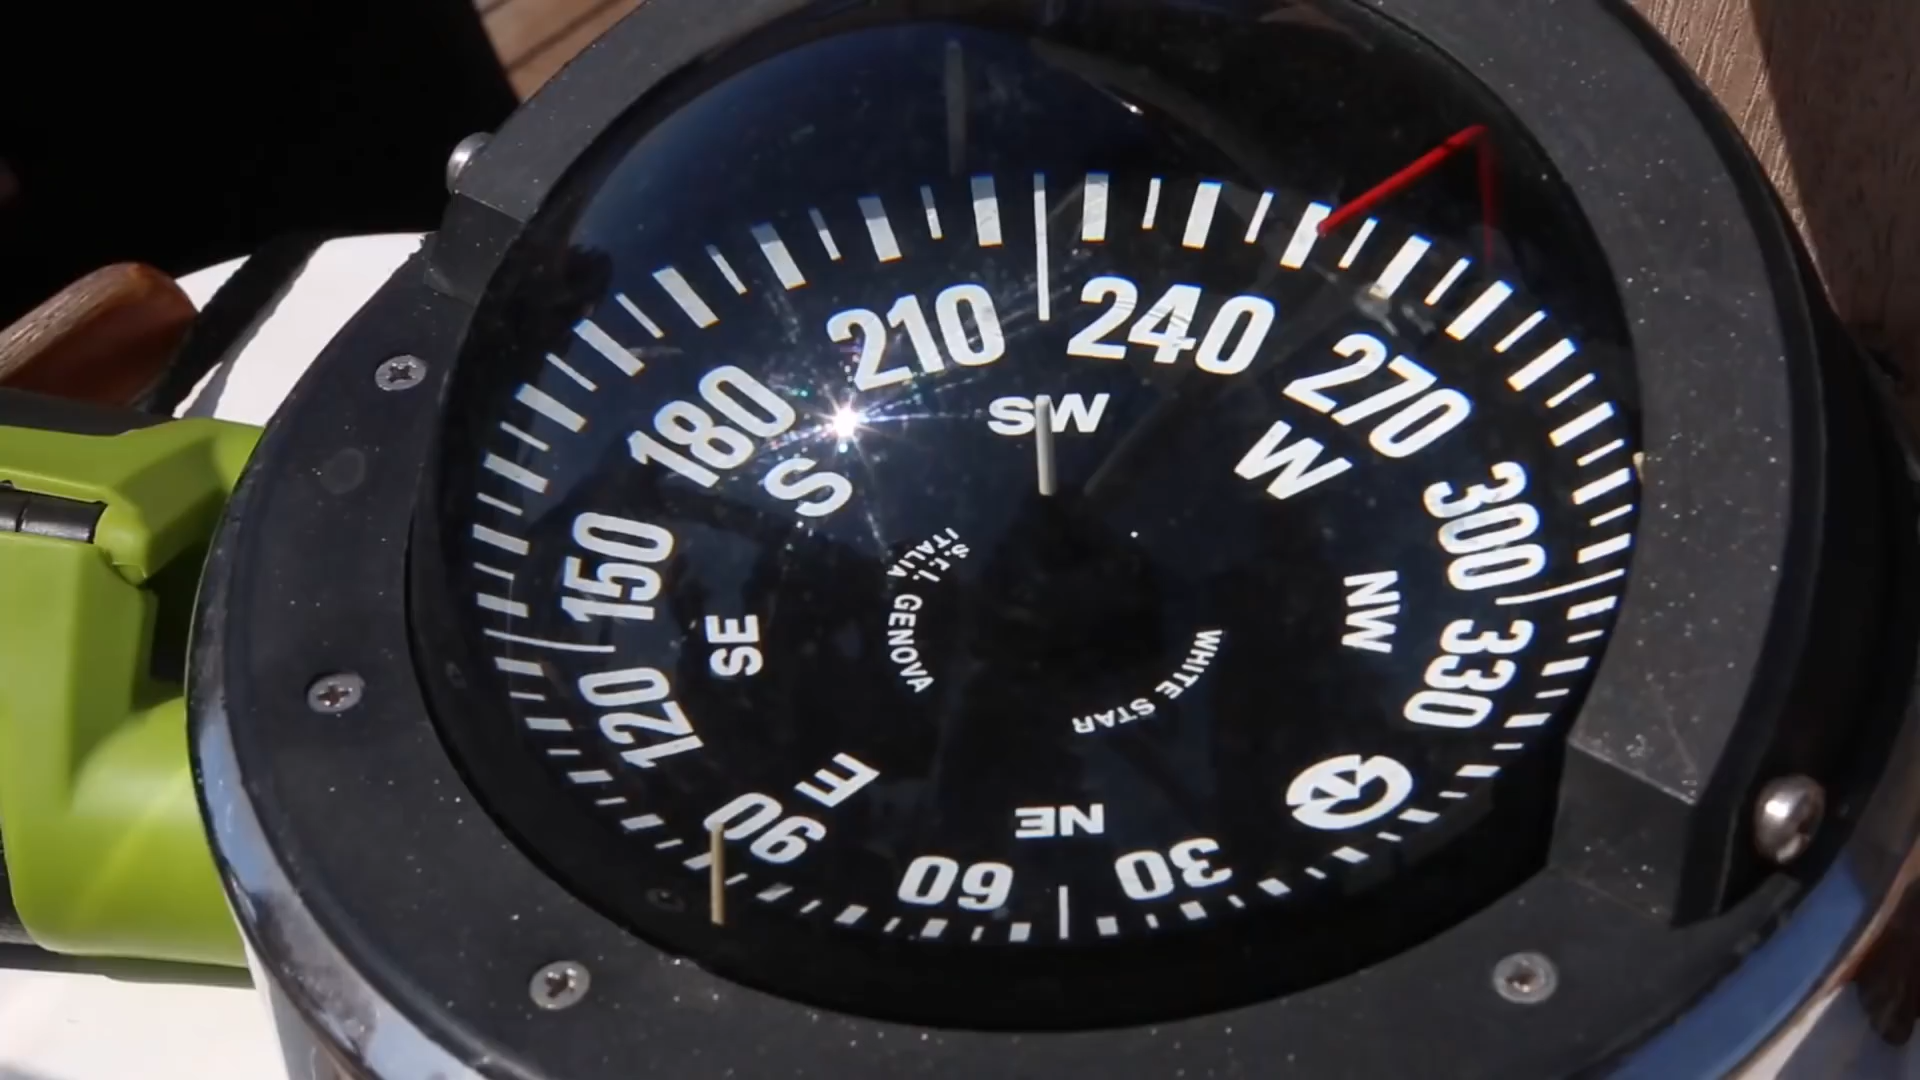 210
240
270
300
330
30
60
90
120
150
180
SW
W
NW
NE
E
SE
S
WHITE STAR
s.r.l. GENOVA
ITALIA